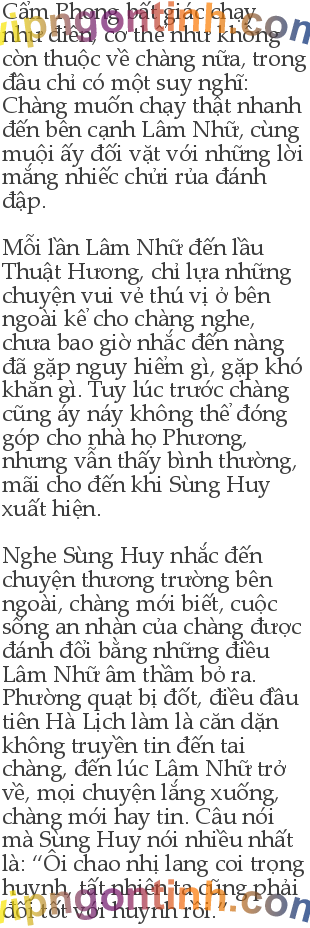 Cẩm Phong bất giác chạy
như điên, cơ thể như không
còn thuộc về chàng nữa, trong
đầu chỉ có một suy nghĩ:
Chàng muốn chạy thật nhanh
đến bên cạnh Lâm Nhữ, cùng
muội ấy đối vặt với những lời
mắng nhiếc chửi rủa đánh
đập.

Mỗi lần Lâm Nhữ đến lầu
Thuật Hương, chỉ lựa những
chuyện vui vẻ thú vị ở bên
ngoài kể cho chàng nghe,
chưa bao giờ nhắc đến nàng
đã gặp nguy hiểm gì, gặp khó
khăn gì. Tuy lúc trước chàng
cũng áy náy không thể đóng
góp cho nhà họ Phương,
nhưng vẫn thấy bình thường,
mãi cho đến khi Sùng Huy
xuất hiện.

Nghe Sùng Huy nhắc đến
chuyện thương trường bên
ngoài, chàng mới biết, cuộc
sống an nhàn của chàng được
đánh đổi bằng những điều
Lâm Nhữ âm thầm bỏ ra.
Phường quạt bị đốt, điều đầu
tiên Hà Lịch làm là căn dặn
không truyền tin đến tai
chàng, đến lúc Lâm Nhữ trở
về, mọi chuyện lắng xuống,
chàng mới hay tin. Câu nói
mà Sùng Huy nói nhiều nhất
là: “Ôi chao nhị lang coi trọng
huynh, tất nhiên ta cũng phải
đối tốt với huynh rồi.”
vipngontinh.com
vipngontinh.com